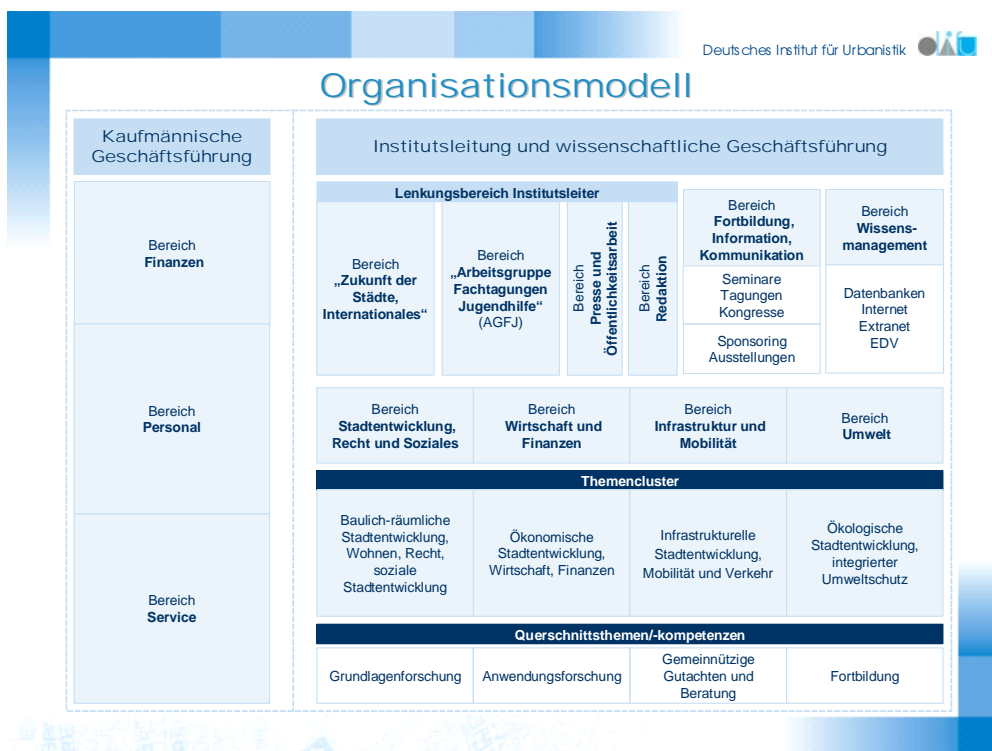 Deutsches Institut für Urbanistik
difu
Organisationsmodell
Kaufmännische
Geschäftsführung
Bereich
Finanzen
Bereich
Personal
Bereich
Service
Institutsleitung und wissenschaftliche Geschäftsführung
Lenkungsbereich Institutsleiter
Bereich
„Zukunft der
Städte,
Internationales“
Bereich
„Arbeitsgruppe
Fachtagungen
Jugendhilfe“
(AGFJ)
Bereich
Presse und
Öffentlichkeitsarbeit
Bereich
Redaktion
Bereich
Fortbildung,
Information,
Kommunikation
Seminare
Tagungen
Kongresse
Sponsoring
Ausstellungen
Bereich
Wissens-
management
Datenbanken
Internet
Extranet
EDV
Bereich
Stadtentwicklung,
Recht und Soziales
Bereich
Wirtschaft und
Finanzen
Bereich
Infrastruktur und
Mobilität
Bereich
Umwelt
Themencluster
Baulich-räumliche
Stadtentwicklung,
Wohnen, Recht,
soziale
Stadtentwicklung
Ökonomische
Stadtentwicklung,
Wirtschaft, Finanzen
Infrastrukturelle
Stadtentwicklung,
Mobilität und Verkehr
Ökologische
Stadtentwicklung,
integrierter
Umweltschutz
Querschnittsthemen/-kompetenzen
Grundlagenforschung
Anwendungsforschung
Gemeinnützige
Gutachten und
Beratung
Fortbildung